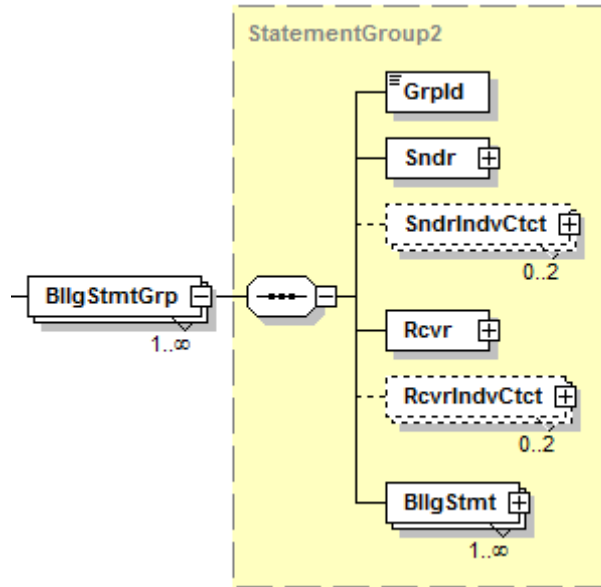 StatementGroup2
GrpId
Sndr
SndrIndvCtct
0..2
BllgStmtGrp
1..∞
Rcvr
RcvrIndvCtct
0..2
BllgStmt
1..∞